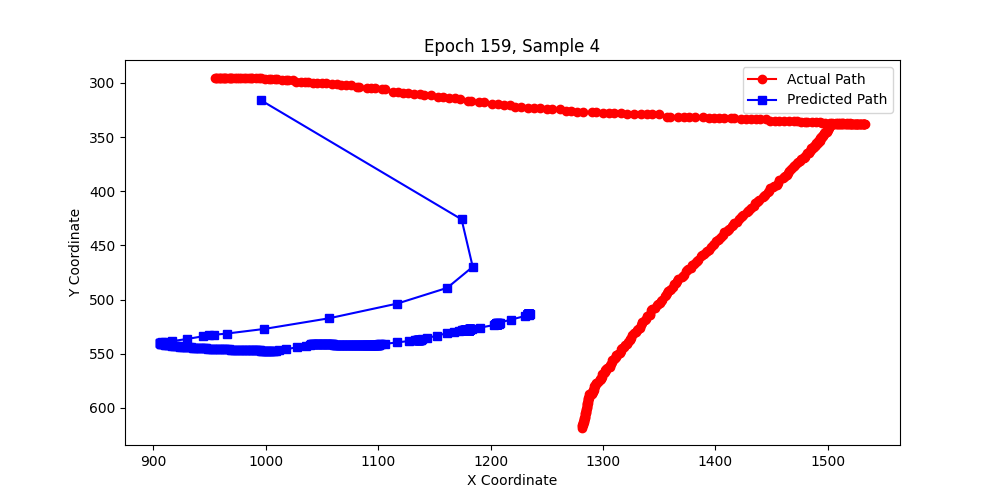 Epoch 159, Sample 4
Actual Path
Predicted Path
Y Coordinate
300
350
400
450
500
550
600
900
1000
1100
1200
1300
1400
1500
X Coordinate